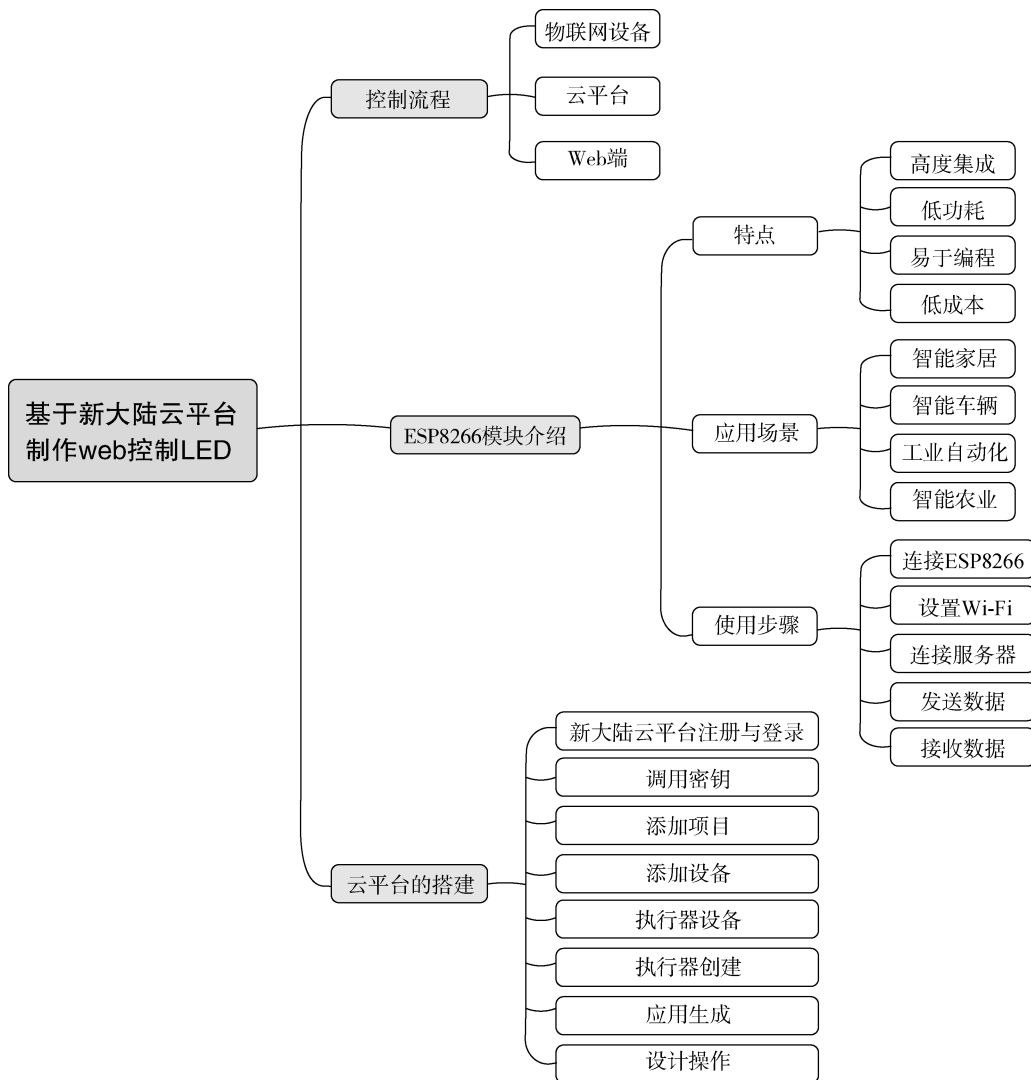 基于新大陆云平台
制作web控制LED
控制流程
物联网设备
云平台
Web端
ESP8266模块介绍
特点
高度集成
低功耗
易于编程
低成本
应用场景
智能家居
智能车辆
工业自动化
智能农业
使用步骤
连接ESP8266
设置Wi-Fi
连接服务器
发送数据
接收数据
云平台的搭建
新大陆云平台注册与登录
调用密钥
添加项目
添加设备
执行器设备
执行器创建
应用生成
设计操作